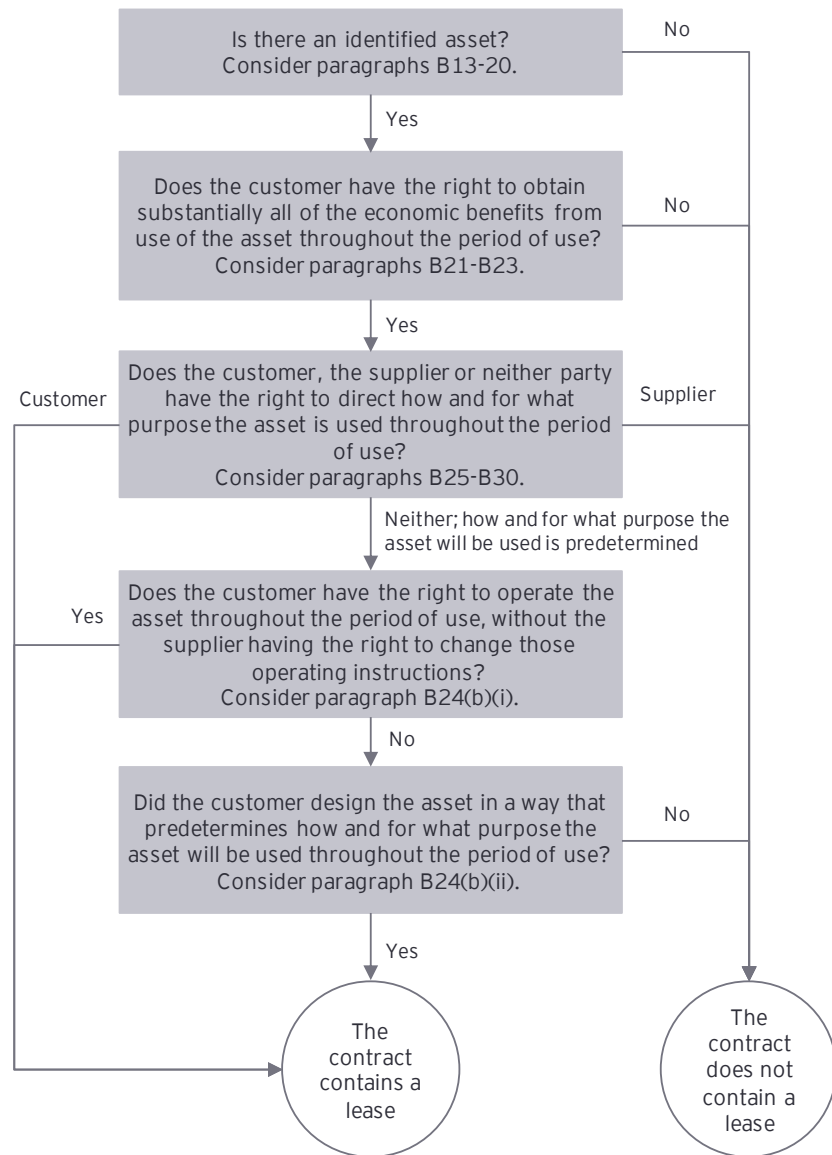 Is there an identified asset?
Consider paragraphs B13-20.
No
Yes
Does the customer have the right to obtain
substantially all of the economic benefits from
use of the asset throughout the period of use?
Consider paragraphs B21-B23.
No
Yes
Does the customer, the supplier or neither party
have the right to direct how and for what
purpose the asset is used throughout the period
of use?
Consider paragraphs B25-B30.
Customer
Supplier
Neither; how and for what purpose the
asset will be used is predetermined
Does the customer have the right to operate the
asset throughout the period of use, without the
supplier having the right to change those
operating instructions?
Consider paragraph B24(b)(i).
Yes
No
Did the customer design the asset in a way that
predetermines how and for what purpose the
asset will be used throughout the period of use?
Consider paragraph B24(b)(ii).
No
Yes
The
contract
contains a
lease
The
contract
does not
contain a
lease